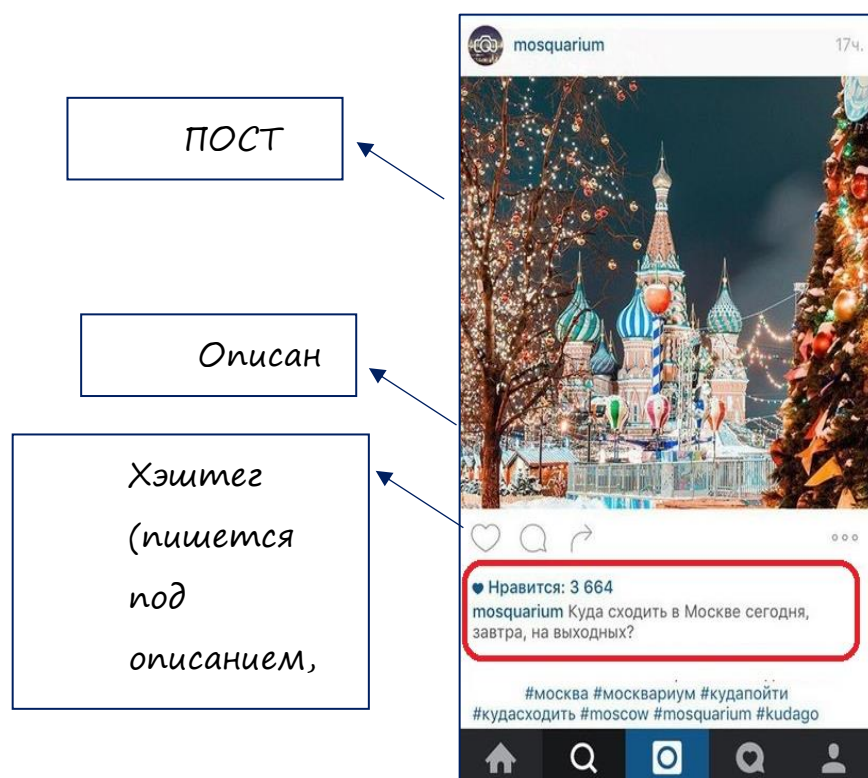 ПОСТ
Описан
Хэштег
(пишется
под
описанием,
mosquarium
17ч.
Нравится: 3 664
mosquarium Куда сходить в Москве сегодня,
завтра, на выходных?
#москва #москвариум #кудапойти
#кудасходить #moscow #mosquarium #kudago